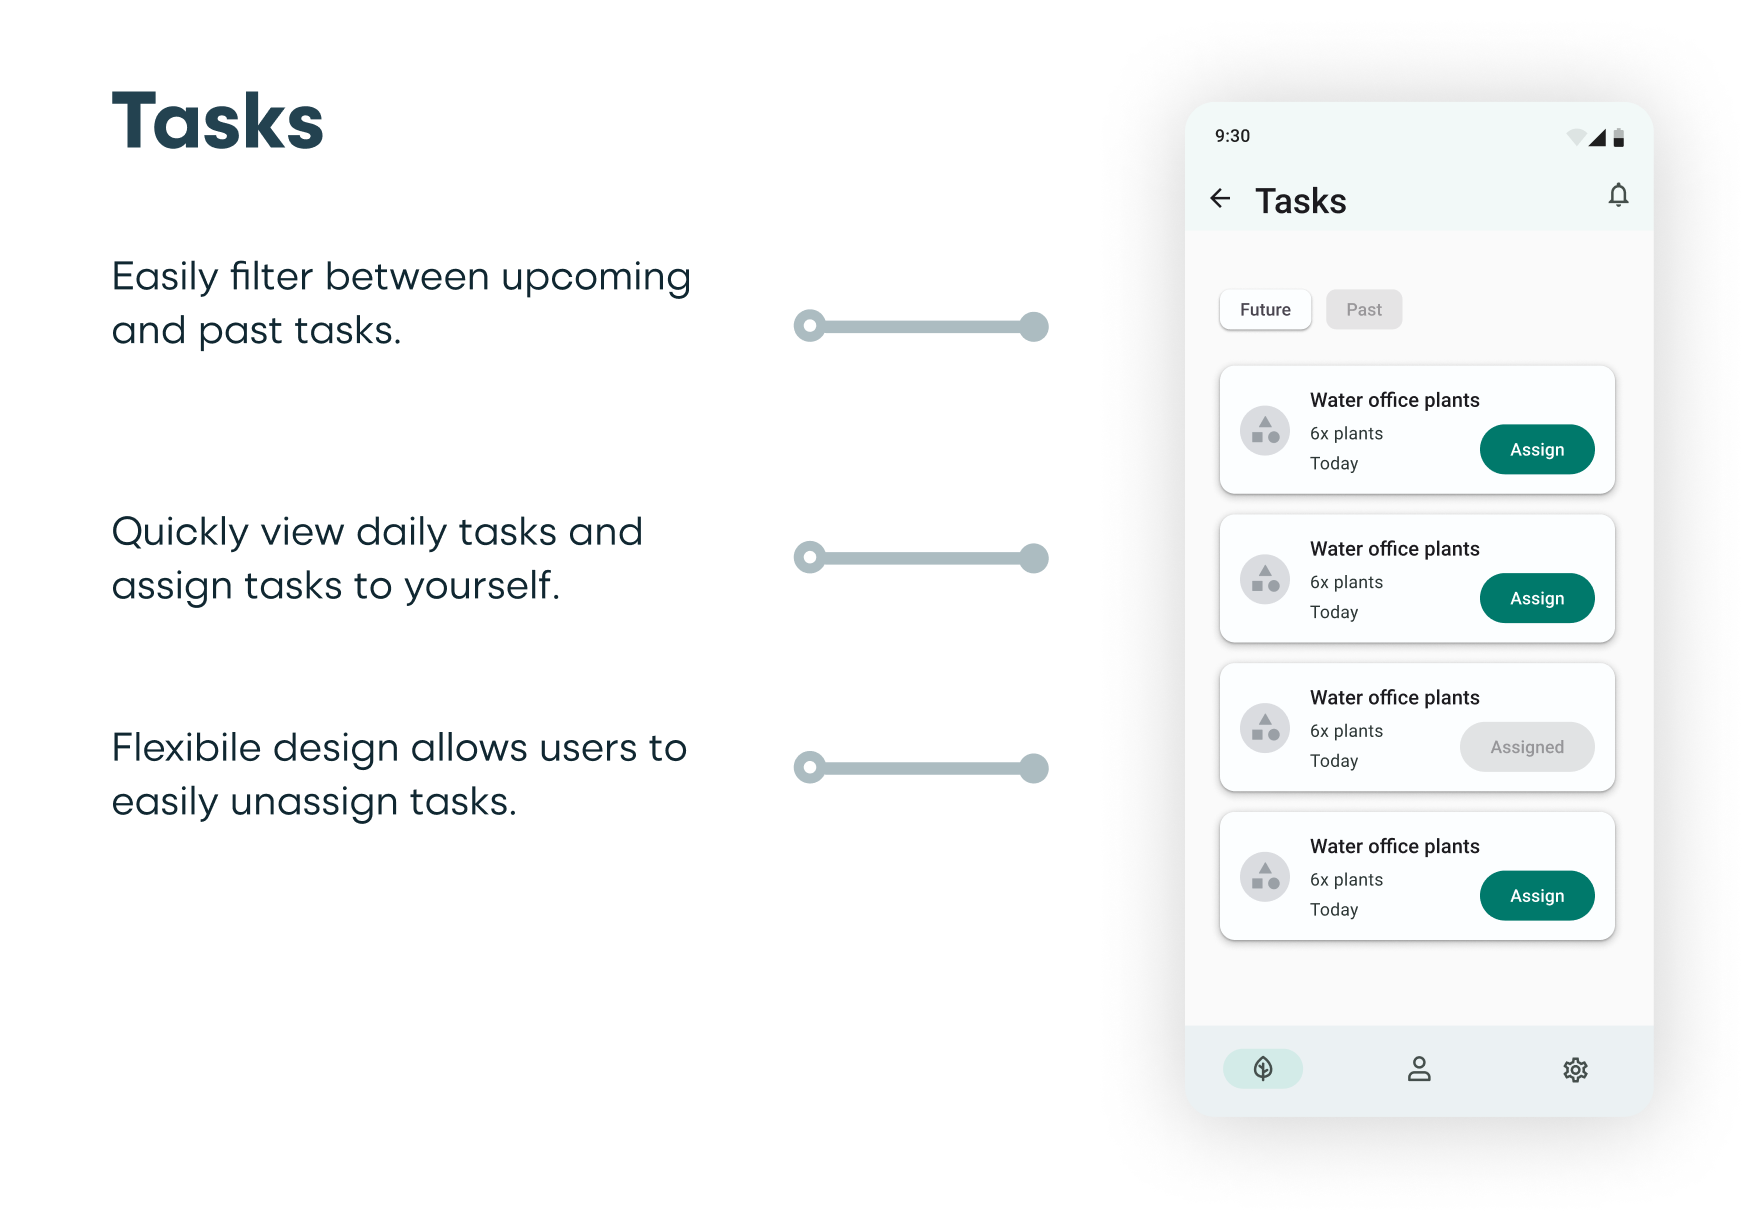 Tasks
Easily filter between upcoming
and past tasks.
Quickly view daily tasks and
assign tasks to yourself.
Flexibile design allows users to
easily unassign tasks.
9:30
Tasks
Future
Past
Water office plants
6x plants
Today
Assign
Water office plants
6x plants
Today
Assign
Water office plants
6x plants
Today
Assigned
Water office plants
6x plants
Today
Assign